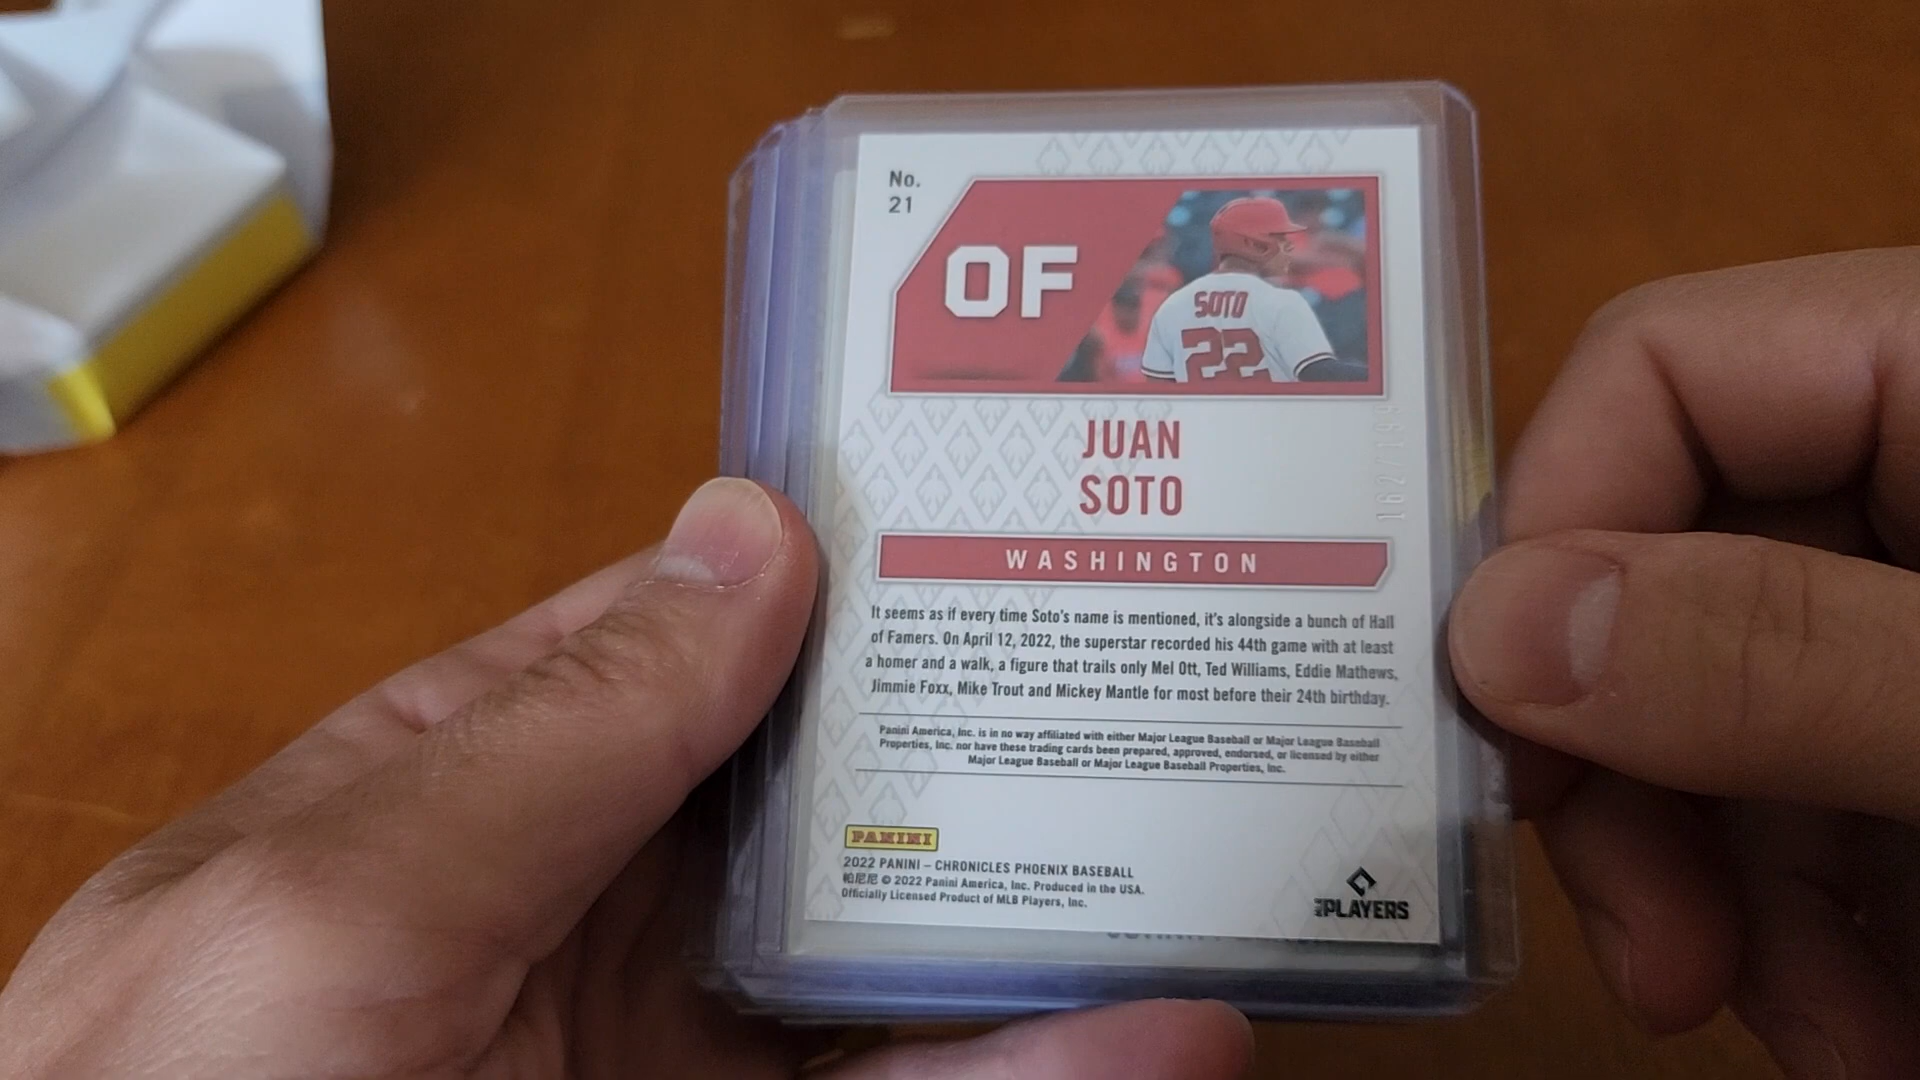 No.
21
OF
SOTO
22
JUAN
SOTO
162/199
WASHINGTON
It seems as if every time Soto's name is mentioned, it's alongside a bunch of Hall
of Famers. On April 12, 2022, the superstar recorded his 44th game with at least
a homer and a walk, a figure that trails only Mel Ott, Ted Williams, Eddie Mathews,
Jimmie Foxx, Mike Trout and Mickey Mantle for most before their 24th birthday.
Panini America, Inc. is in no way affiliated with either Major League Baseball or Major League Baseball
Properties, Inc. nor have these trading cards been prepared, approved, endorsed, or licensed by either
Major League Baseball or Major League Baseball Properties, Inc.
PANINI
2022 PANINI – CHRONICLES PHOENIX BASEBALL
帕尼尼 © 2022 Panini America, Inc. Produced in the USA.
Officially Licensed Product of MLB Players, Inc.
PLAYERS